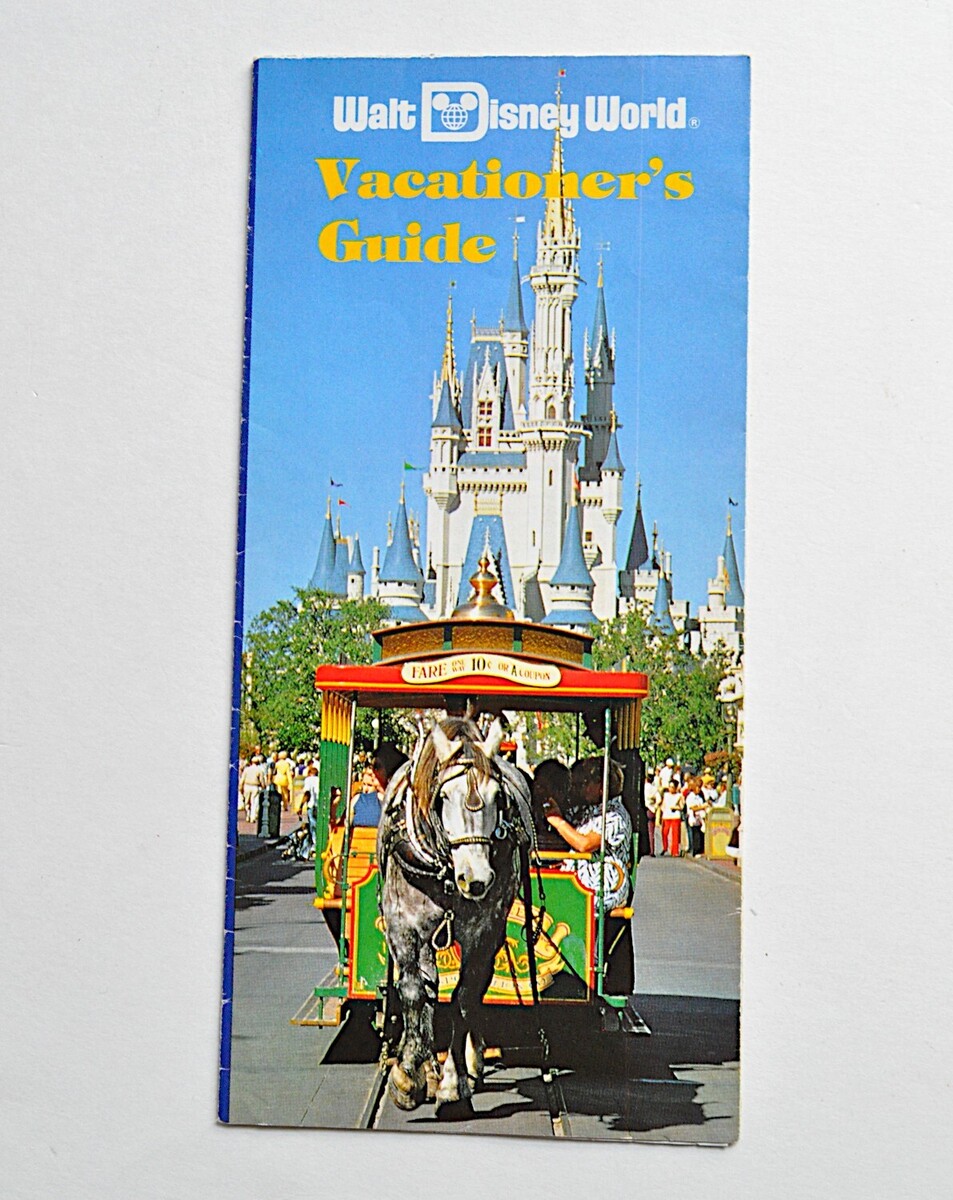 Walt Disney World®
Vacationer's
Guide
FARE ONE WAY 10¢ OR A COUPON